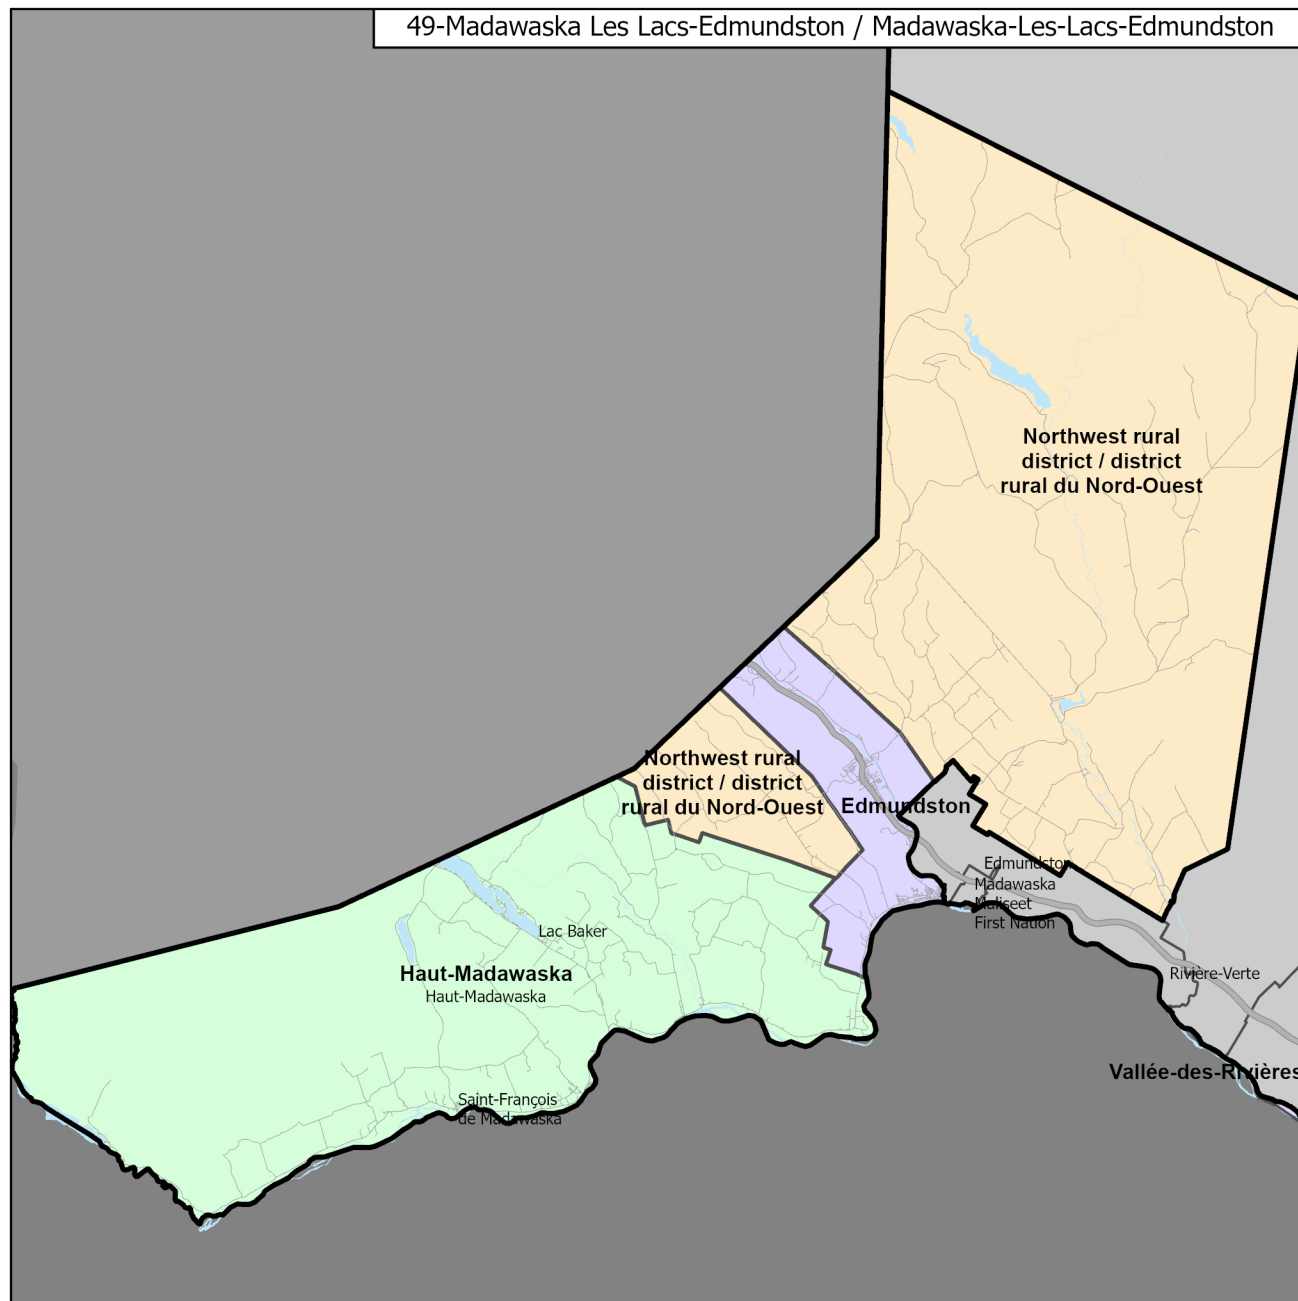 49-Madawaska Les Lacs-Edmundston / Madawaska-Les-Lacs-Edmundston
Northwest rural
district / district
rural du Nord-Ouest
Northwest rural
district / district
rural du Nord-Ouest
Edmundston
Edmundston
Madawaska
Maliseet
First Nation
Lac Baker
Haut-Madawaska
Haut-Madawaska
Rivière-Verte
Vallée-des-Rivières
Saint-François
de Madawaska